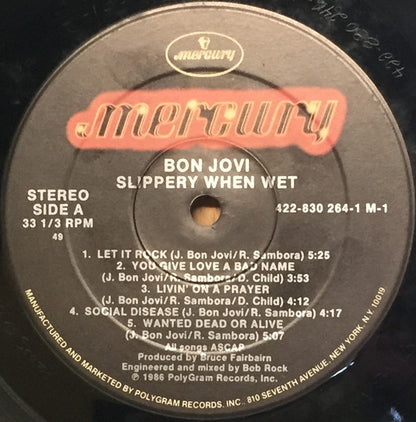 mercury
mercury
BON JOVI
SLIPPERY WHEN WET
STEREO
SIDE A
33 1/3 RPM
49
422-830 264-1 M-1
1. LET IT ROCK (J. Bon Jovi/R. Sambora) 5:25
2. YOU GIVE LOVE A BAD NAME
(J. Bon Jovi/R. Sambora/D. Child) 3:53
3. LIVIN' ON A PRAYER
(J. Bon Jovi/R. Sambora/D. Child) 4:12
4. SOCIAL DISEASE (J. Bon Jovi/R. Sambora) 4:17
5. WANTED DEAD OR ALIVE
(J. Bon Jovi/R. Sambora) 5:07
All songs ASCAP
Produced by Bruce Fairbairn
Engineered and mixed by Bob Rock
℗ 1986 PolyGram Records, Inc.
MANUFACTURED AND MARKETED BY POLYGRAM RECORDS, INC., 810 SEVENTH AVENUE, NEW YORK, N.Y. 10019